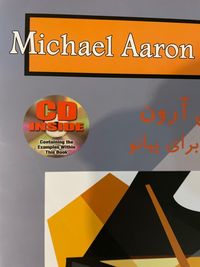 Michael Aaron
CD
INSIDE
Containing the
Examples Within
This Book
آرون
برای پیانو